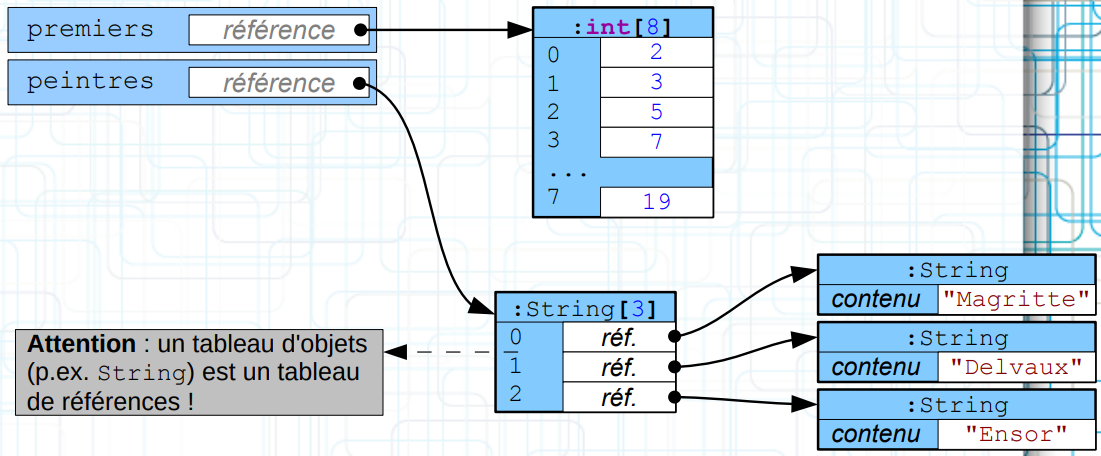 premiers référence
peintres référence
:int[8]
0 2
1 3
2 5
3 7
...
7 19
:String[3]
0 réf.
1 réf.
2 réf.
:String
contenu "Magritte"
:String
contenu "Delvaux"
:String
contenu "Ensor"
Attention : un tableau d'objets
(p.ex. String) est un tableau
de références !